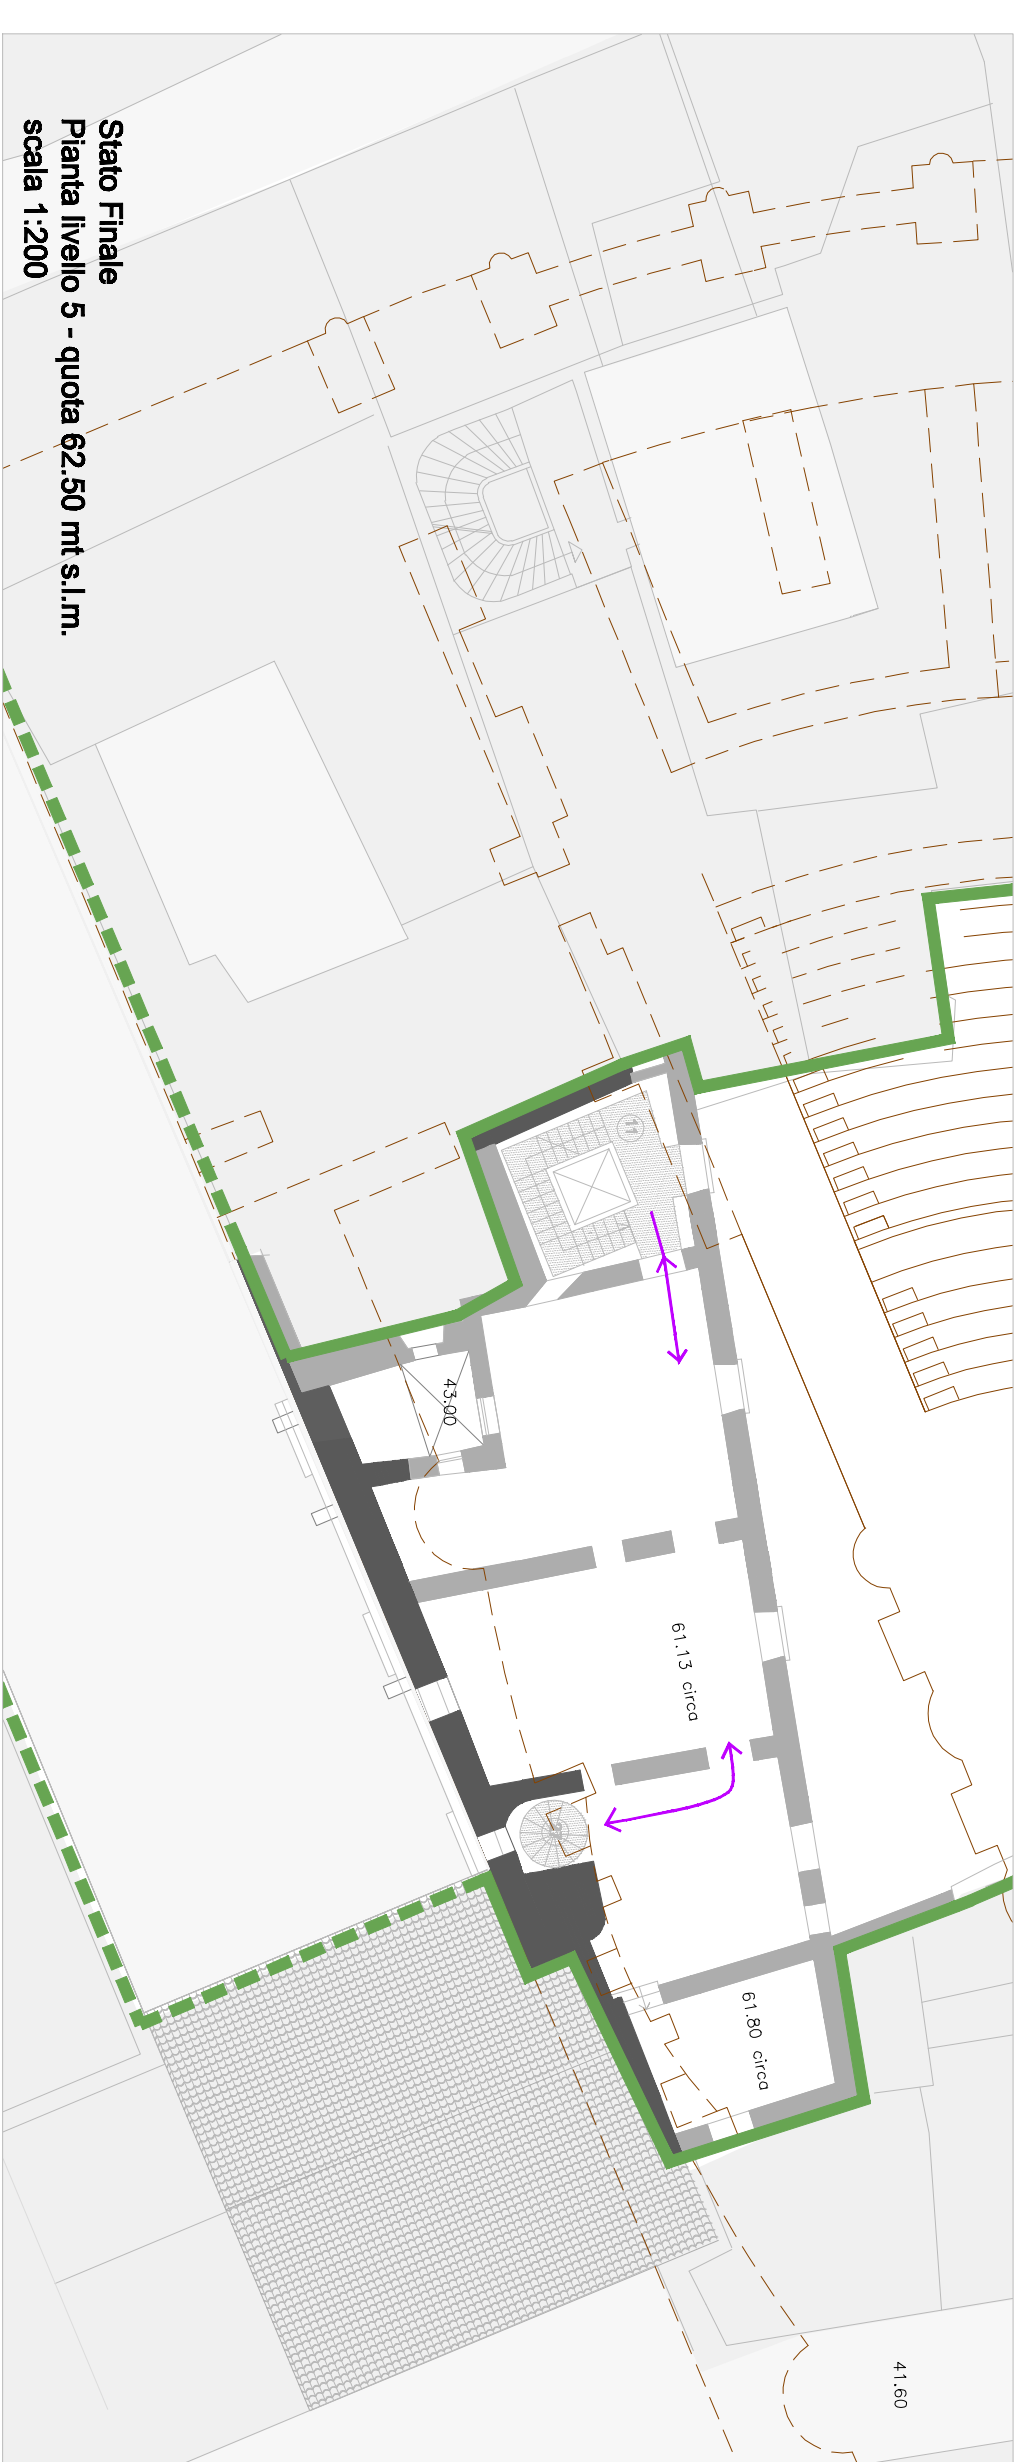 Stato Finale
Pianta livello 5 - quota 62.50 mt s.l.m.
scala 1:200
11
43.00
61.13 circa
61.80 circa
41.60